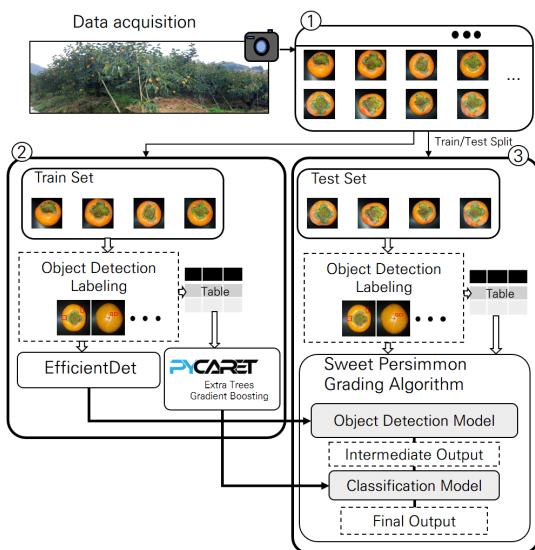 Data acquisition
1
...
Train/Test Split
2
Train Set
Object Detection
Labeling
Table
EfficientDet
PYCARET
Extra Trees
Gradient Boosting
3
Test Set
Object Detection
Labeling
Table
Sweet Persimmon
Grading Algorithm
Object Detection Model
Intermediate Output
Classification Model
Final Output